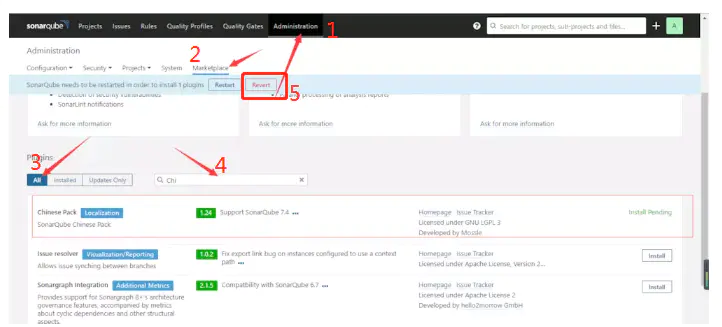 sonarqube Projects Issues Rules Quality Profiles Quality Gates Administration Search for projects, sub-projects and files... + A
1
Administration
2
Configuration Security Projects System Marketplace
SonarQube needs to be restarted in order to install 1 plugins Restart Revert
5
Detection of security vulnerabilities processing of analysis reports
SonarLint notifications
Ask for more information Ask for more information Ask for more information
3
4
Plugins
All Installed Updates Only Chi ×
Chinese Pack Localization 1.24 Support SonarQube 7.4 ... Homepage Issue Tracker Install Pending
SonarQube Chinese Pack Licensed under GNU LGPL 3
Developed by Mossle
Issue resolver Visualization/Reporting 1.0.2 Fix export link bug on instances configured to use a context Homepage Issue Tracker Install
Allows issue synching between branches path ... Licensed under Apache License, Version 2...
Sonargraph Integration Additional Metrics 2.1.5 Compatibility with SonarQube 6.7 ... Homepage Issue Tracker Install
Provides support for Sonargraph 8+'s architecture Licensed under Apache License 2
governance features, accompanied by metrics Developed by hello2morrow GmbH
about cyclic dependencies and other structural
aspects.